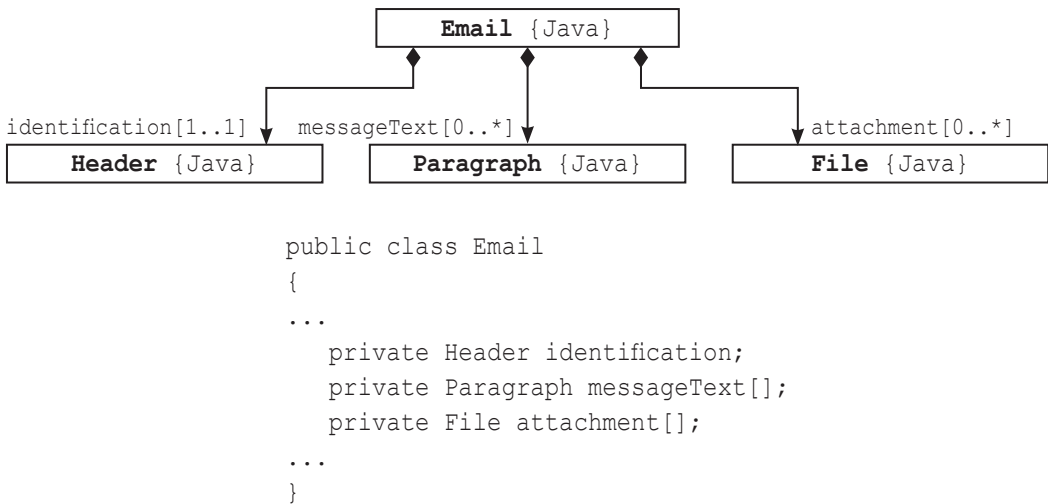 Email {Java}
identification[1..1] messageText[0..*] attachment[0..*]
Header {Java} Paragraph {Java} File {Java}
public class Email
{
...
private Header identification;
private Paragraph messageText[];
private File attachment[];
...
}